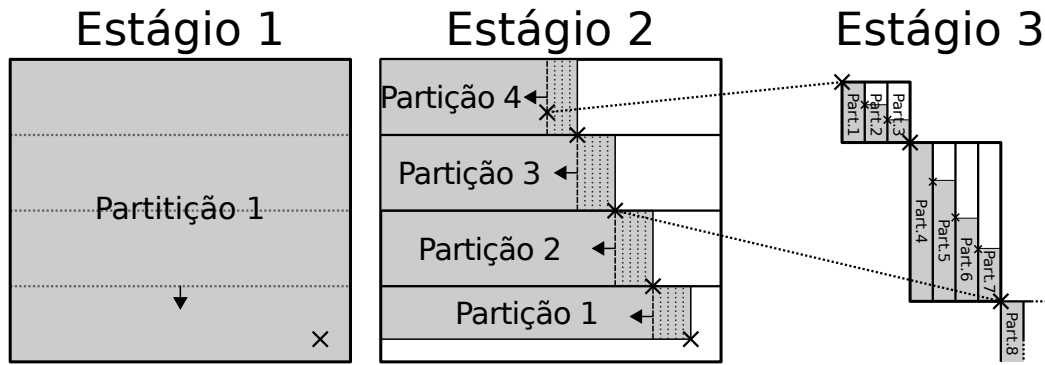 Estágio 1
Estágio 2
Estágio 3
Partitição 1
Partição 4
Partição 3
Partição 2
Partição 1
Part.1
Part.2
Part.3
Part.4
Part.5
Part.6
Part.7
Part.8